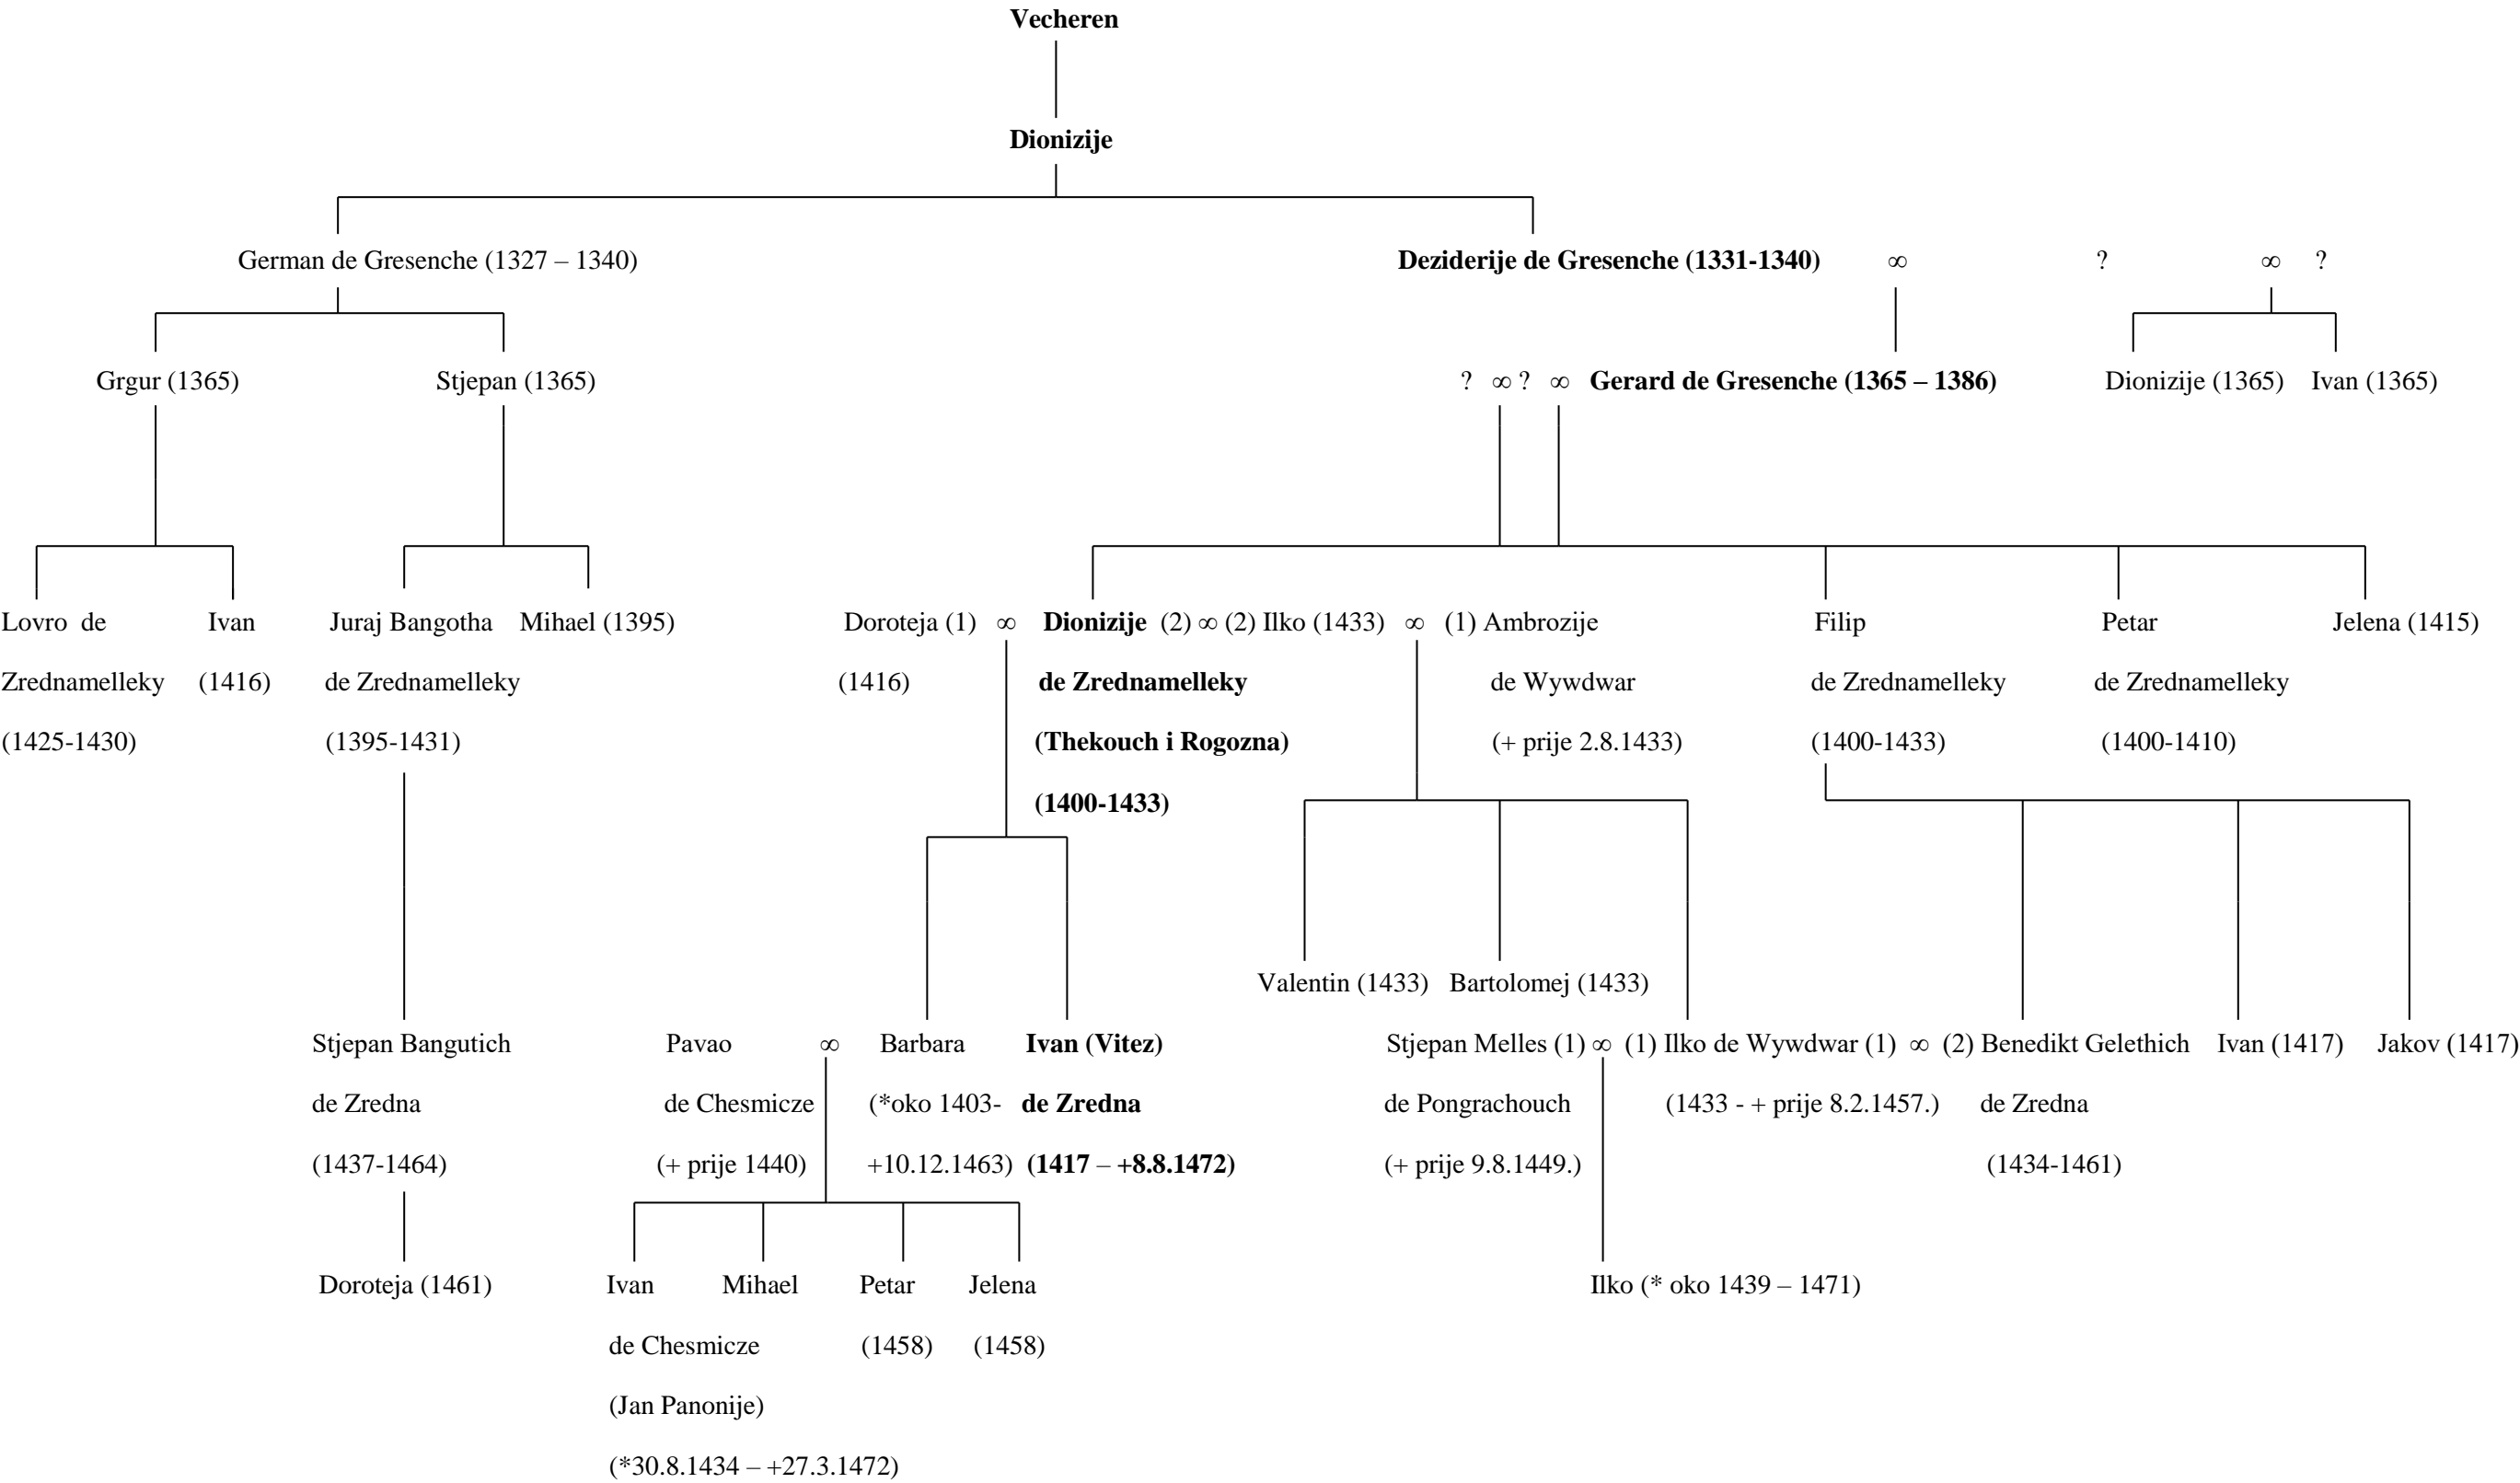 Vecheren
Dionizije
German de Gresenche (1327 – 1340) Deziderije de Gresenche (1331-1340) ∞ ? ∞ ?
Grgur (1365) Stjepan (1365) ? ∞ ? ∞ Gerard de Gresenche (1365 – 1386) Dionizije (1365) Ivan (1365)
Lovro de Ivan Juraj Bangotha Mihael (1395) Doroteja (1) ∞ Dionizije (2) ∞ (2) Ilko (1433) ∞ (1) Ambrozije Filip Petar Jelena (1415)
Zrednamelleky (1416) de Zrednamelleky (1416) de Zrednamelleky de Wywdwar de Zrednamelleky de Zrednamelleky
(1425-1430) (1395-1431) (Thekouch i Rogozna) (+ prije 2.8.1433) (1400-1433) (1400-1410)
(1400-1433)
Valentin (1433) Bartolomej (1433)
Stjepan Bangutich Pavao ∞ Barbara Ivan (Vitez) Stjepan Melles (1) ∞ (1) Ilko de Wywdwar (1) ∞ (2) Benedikt Gelethich Ivan (1417) Jakov (1417)
de Zredna de Chesmicze (*oko 1403- de Zredna de Pongrachouch (1433 - + prije 8.2.1457.) de Zredna
(1437-1464) (+ prije 1440) +10.12.1463) (1417 – +8.8.1472) (+ prije 9.8.1449.) (1434-1461)
Doroteja (1461) Ivan Mihael Petar Jelena Ilko (* oko 1439 – 1471)
de Chesmicze (1458) (1458)
(Jan Panonije)
(*30.8.1434 – +27.3.1472)